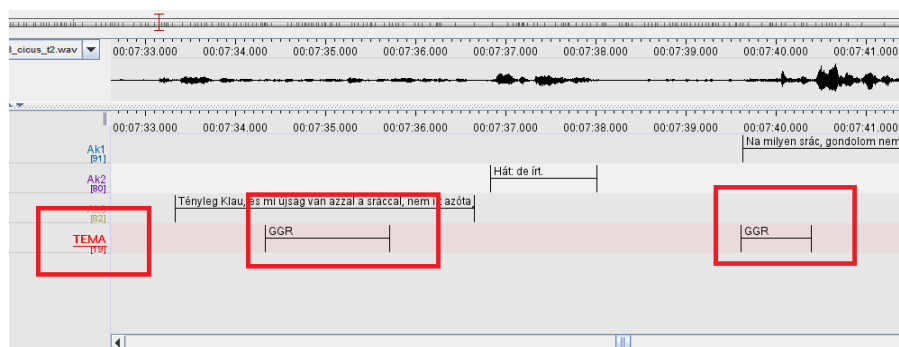 3_cicus_t2.wav
00:07:33.000 00:07:34.000 00:07:35.000 00:07:36.000 00:07:37.000 00:07:38.000 00:07:39.000 00:07:40.000 00:07:41.000
00:07:33.000 00:07:34.000 00:07:35.000 00:07:36.000 00:07:37.000 00:07:38.000 00:07:39.000 00:07:40.000 00:07:41.000
Ak1 Na milyen srác, gondolom nem
[91]
Ak2 Hát: de írt.
[80]
Tényleg Klau, és mi újság van azzal a sráccal, nem írt azóta,
[82]
TEMA GGR GGR
[19]